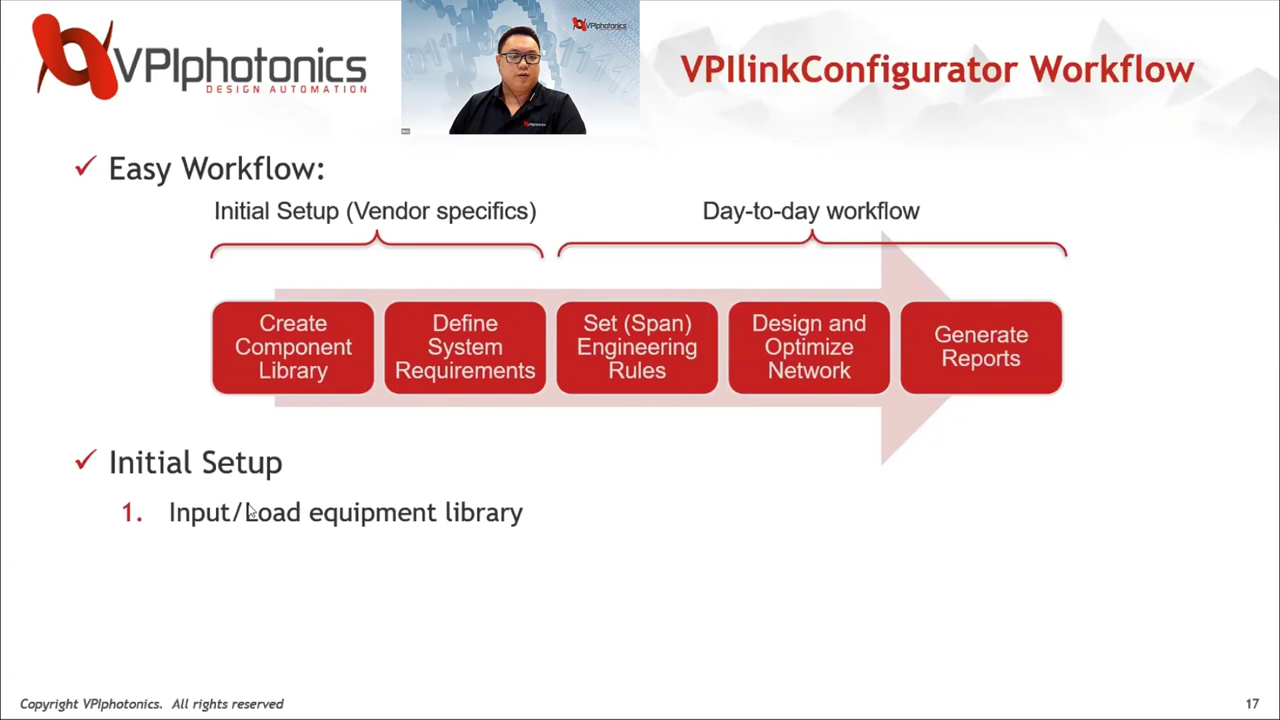 VPIphotonics
DESIGN AUTOMATION
VPIphotonics
VPIlinkConfigurator Workflow
✓ Easy Workflow:
Initial Setup (Vendor specifics)
Day-to-day workflow
Create
Component
Library
Define
System
Requirements
Set (Span)
Engineering
Rules
Design and
Optimize
Network
Generate
Reports
✓ Initial Setup
1. Input/Load equipment library
Copyright VPIphotonics. All rights reserved
17